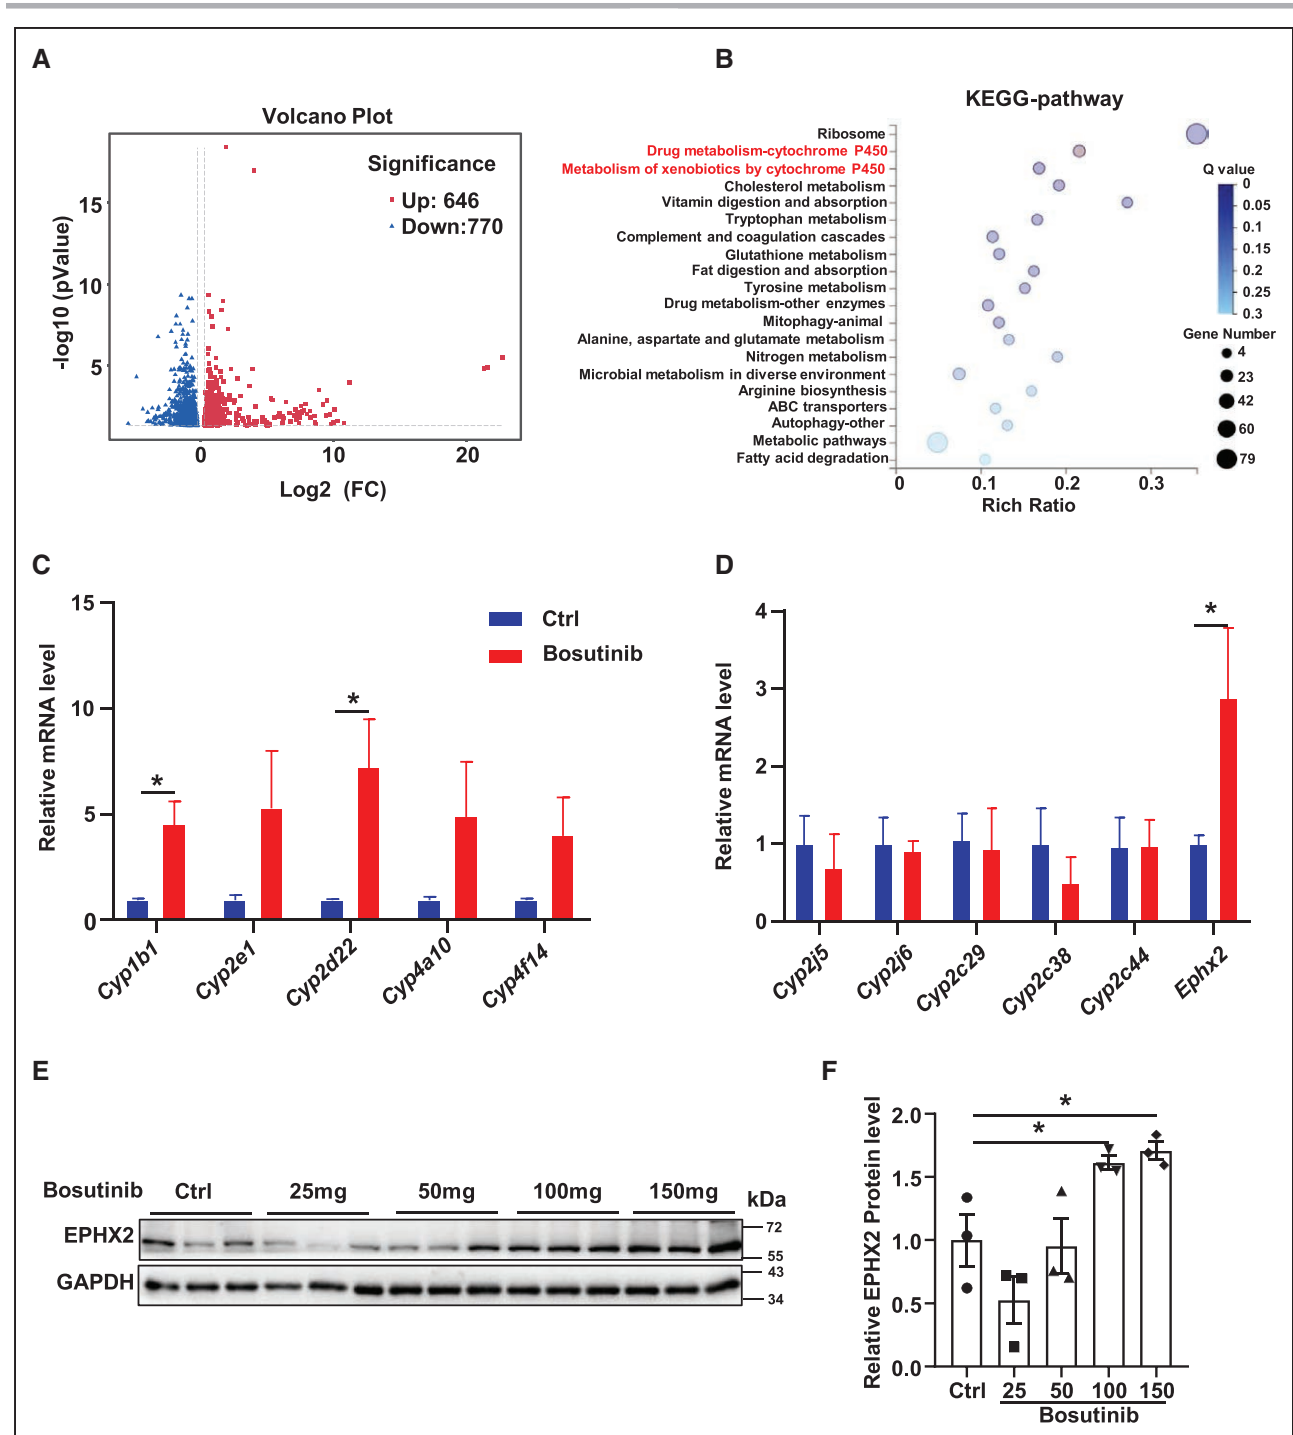 A
Volcano Plot
Significance
Up: 646
Down:770
15
10
5
-log10 (pValue)
0 10 20
Log2 (FC)
B
KEGG-pathway
Ribosome
Drug metabolism-cytochrome P450
Metabolism of xenobiotics by cytochrome P450
Cholesterol metabolism
Vitamin digestion and absorption
Tryptophan metabolism
Complement and coagulation cascades
Glutathione metabolism
Fat digestion and absorption
Tyrosine metabolism
Drug metabolism-other enzymes
Mitophagy-animal
Alanine, aspartate and glutamate metabolism
Nitrogen metabolism
Microbial metabolism in diverse environment
Arginine biosynthesis
ABC transporters
Autophagy-other
Metabolic pathways
Fatty acid degradation
0 0.1 0.2 0.3
Rich Ratio
Q value
0
0.05
0.1
0.15
0.2
0.25
0.3
Gene Number
4
23
42
60
79
C
15
10
5
0
Relative mRNA level
Ctrl
Bosutinib
*
*
Cyp1b1 Cyp2e1 Cyp2d22 Cyp4a10 Cyp4f14
D
4
3
2
1
0
Relative mRNA level
*
Cyp2j5 Cyp2j6 Cyp2c29 Cyp2c38 Cyp2c44 Ephx2
E
Bosutinib Ctrl 25mg 50mg 100mg 150mg kDa
EPHX2
72
55
GAPDH
43
34
F
2.0
1.5
1.0
0.5
0.0
Relative EPHX2 Protein level
*
*
Ctrl 25 50 100 150
Bosutinib